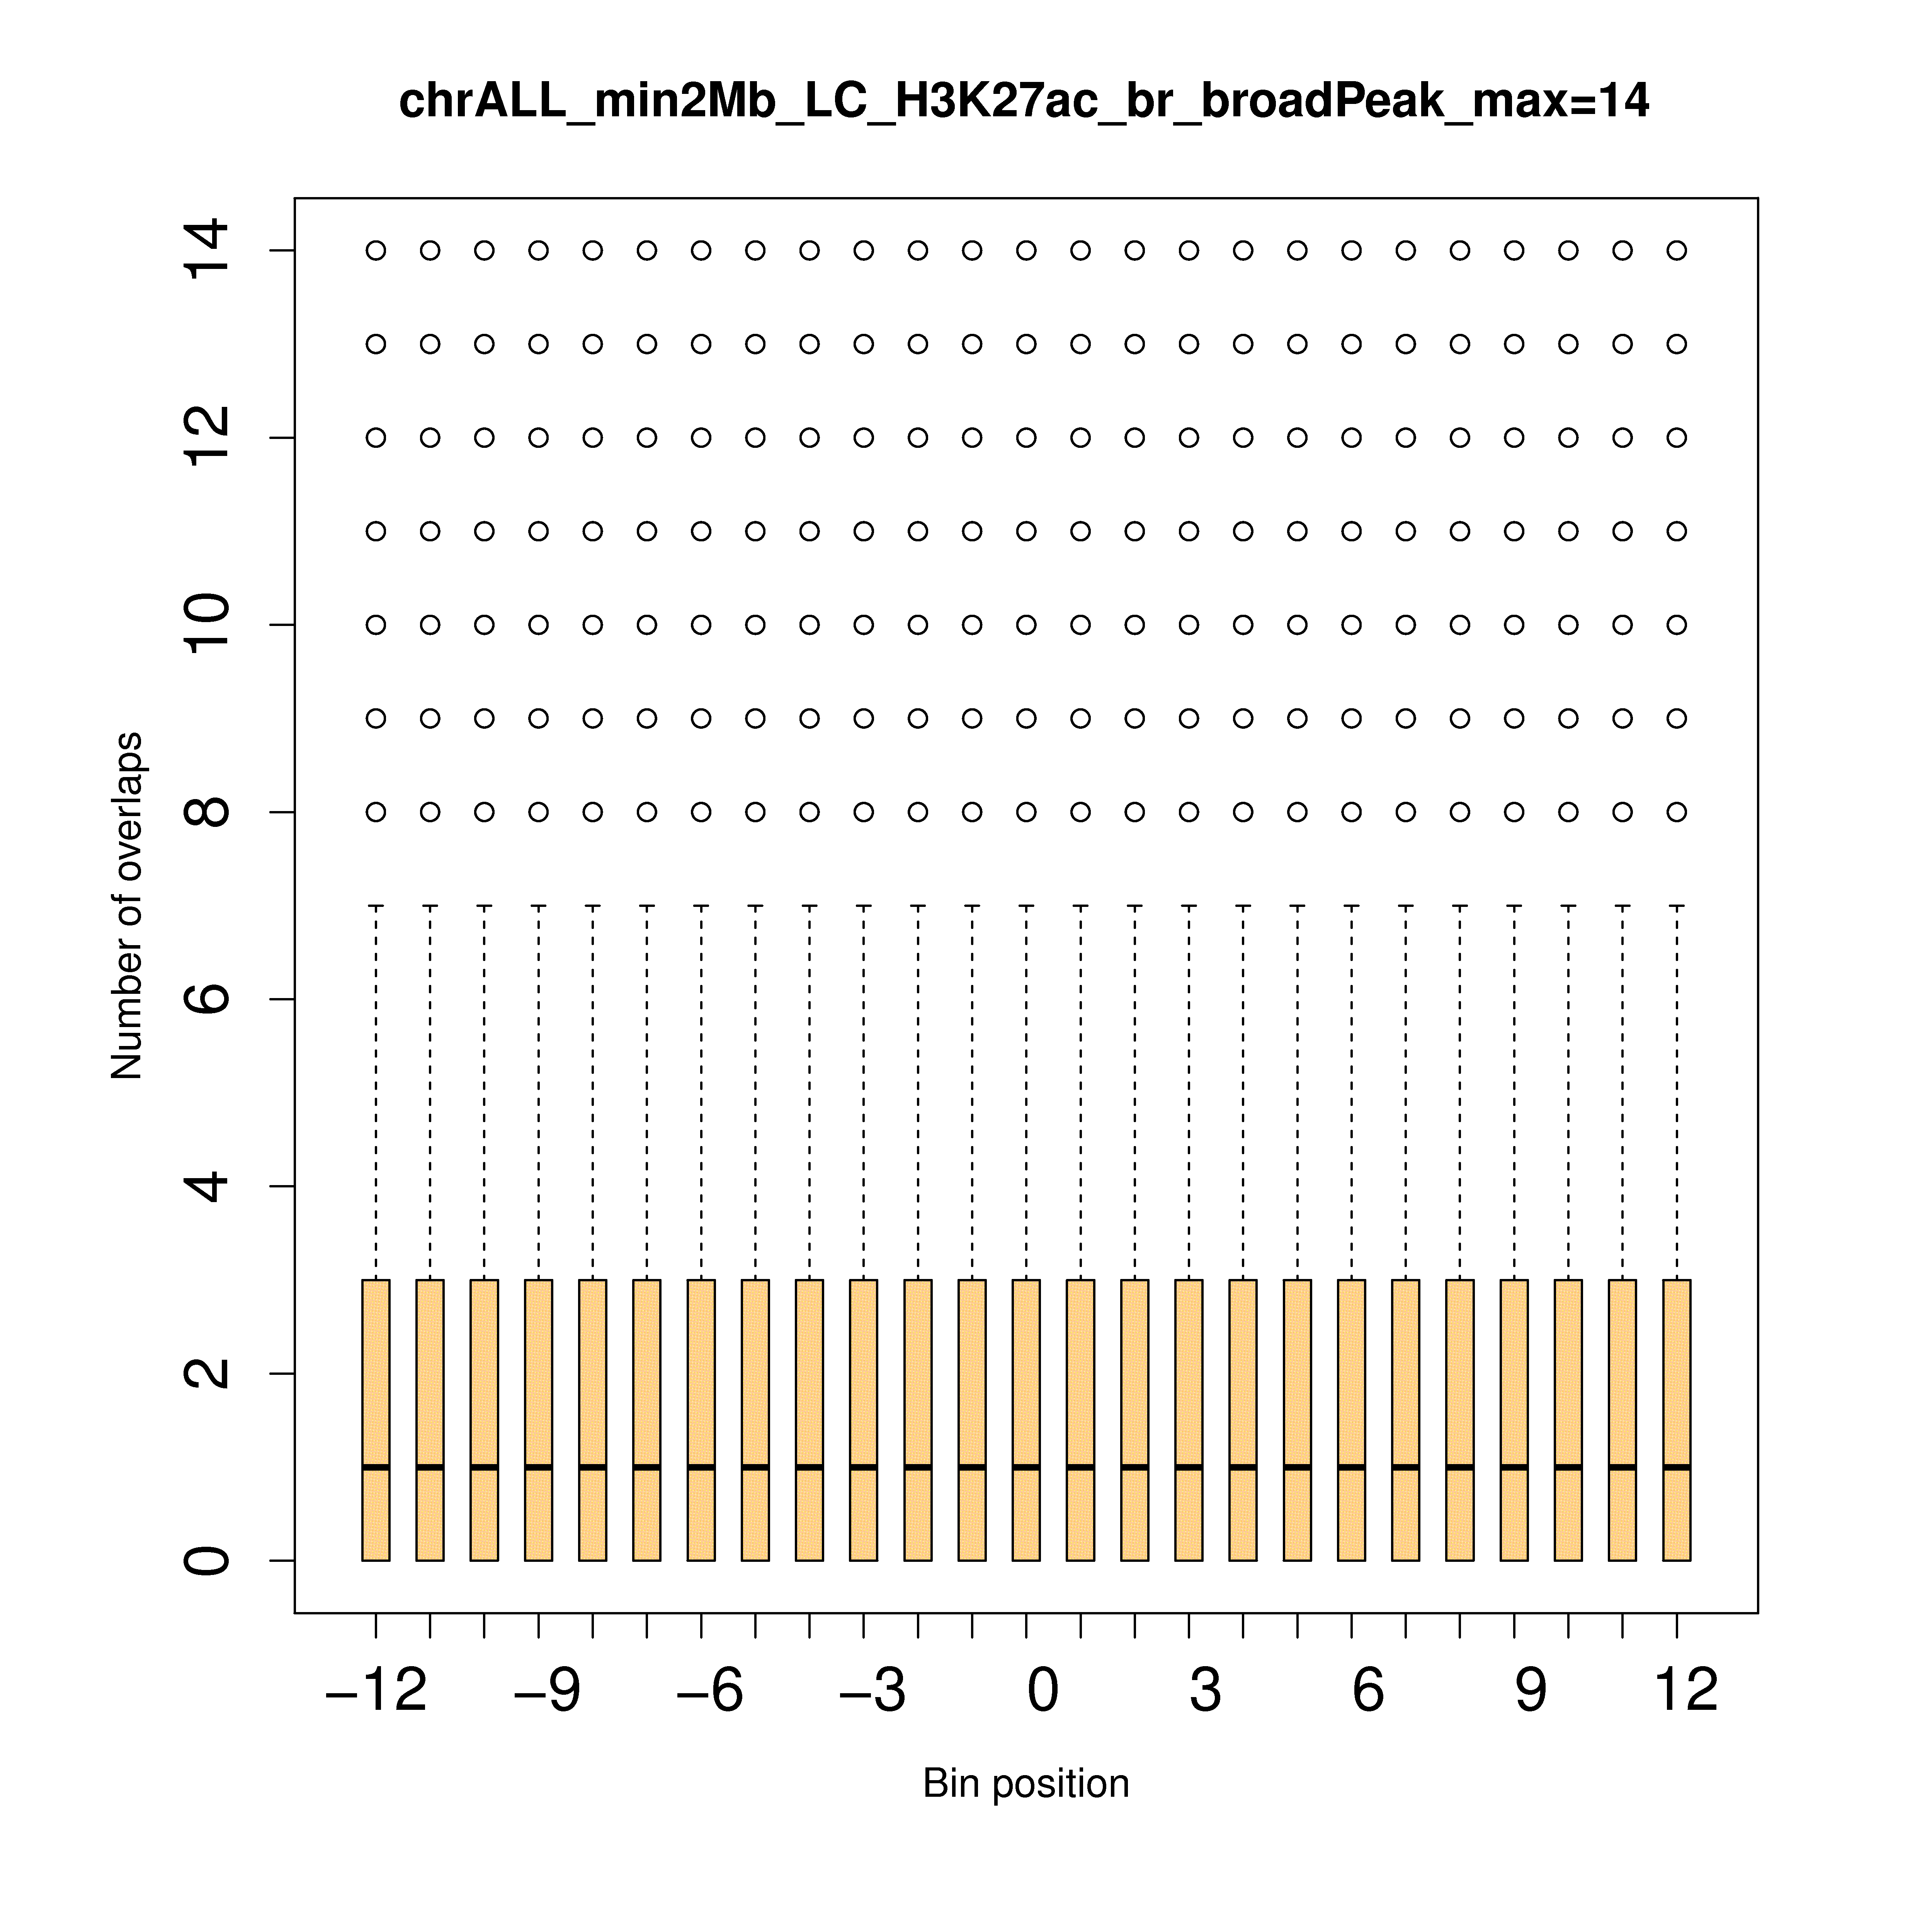 chrALL_min2Mb_LC_H3K27ac_br_broadPeak_max=14
14
12
10
8
6
4
2
0
Number of overlaps
−12 −9 −6 −3 0 3 6 9 12
Bin position